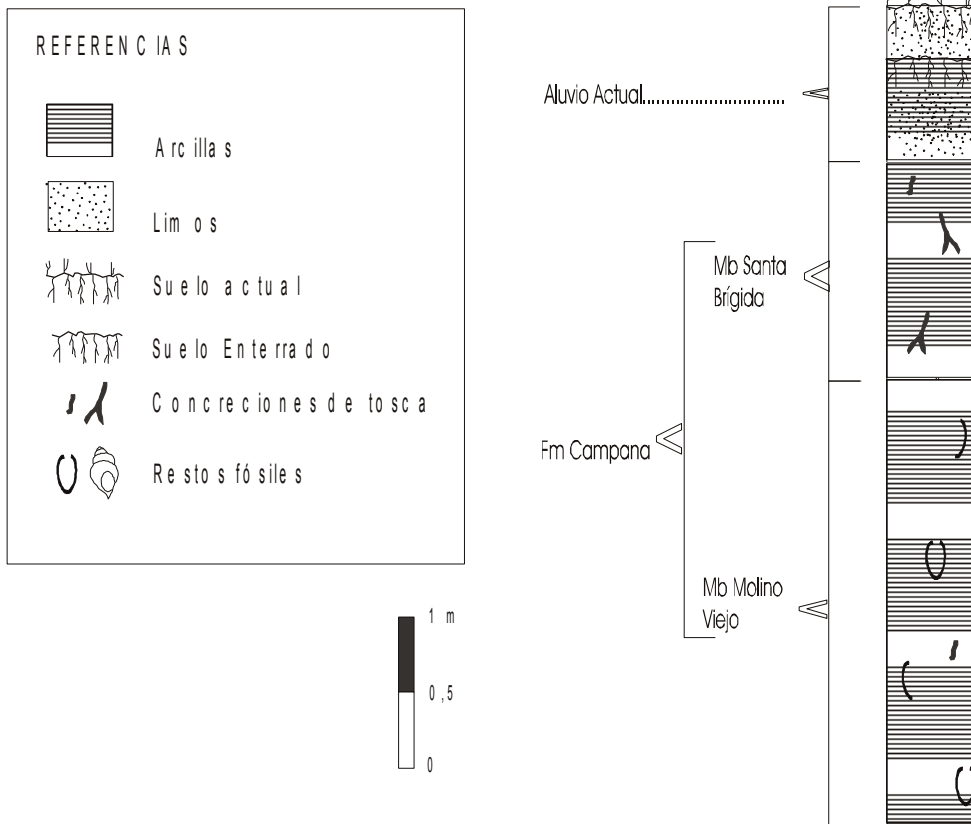 REFERENCIAS
Arcillas
Limos
Suelo actual
Suelo Enterrado
Concreciones de tosca
Restos fósiles
1 m
0,5
0
Aluvio Actual........................
Mb Santa
Brígida
Fm Campana
Mb Molino
Viejo